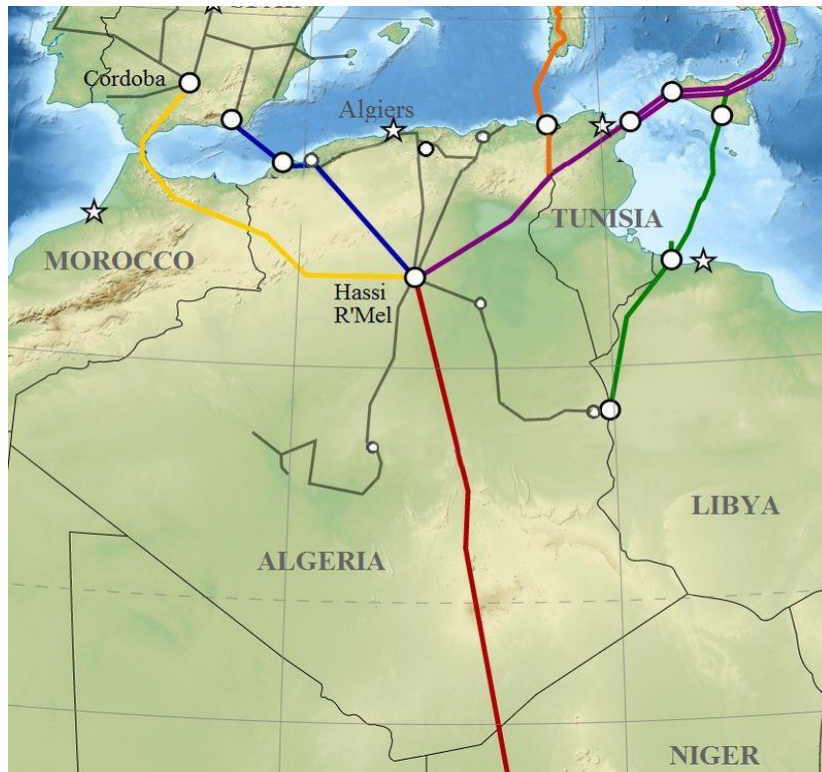 Cordoba
Algiers
TUNISIA
MOROCCO
Hassi
R'Mel
LIBYA
ALGERIA
NIGER